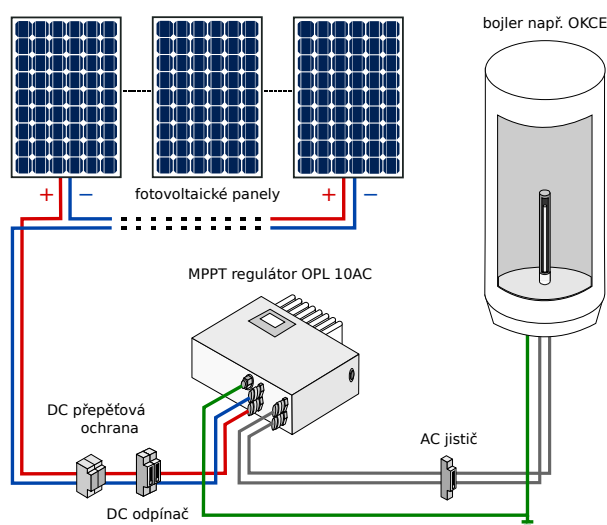 bojler např. OKCE
+ − fotovoltaické panely + −
MPPT regulátor OPL 10AC
DC přepěťová
ochrana
AC jistič
DC odpínač